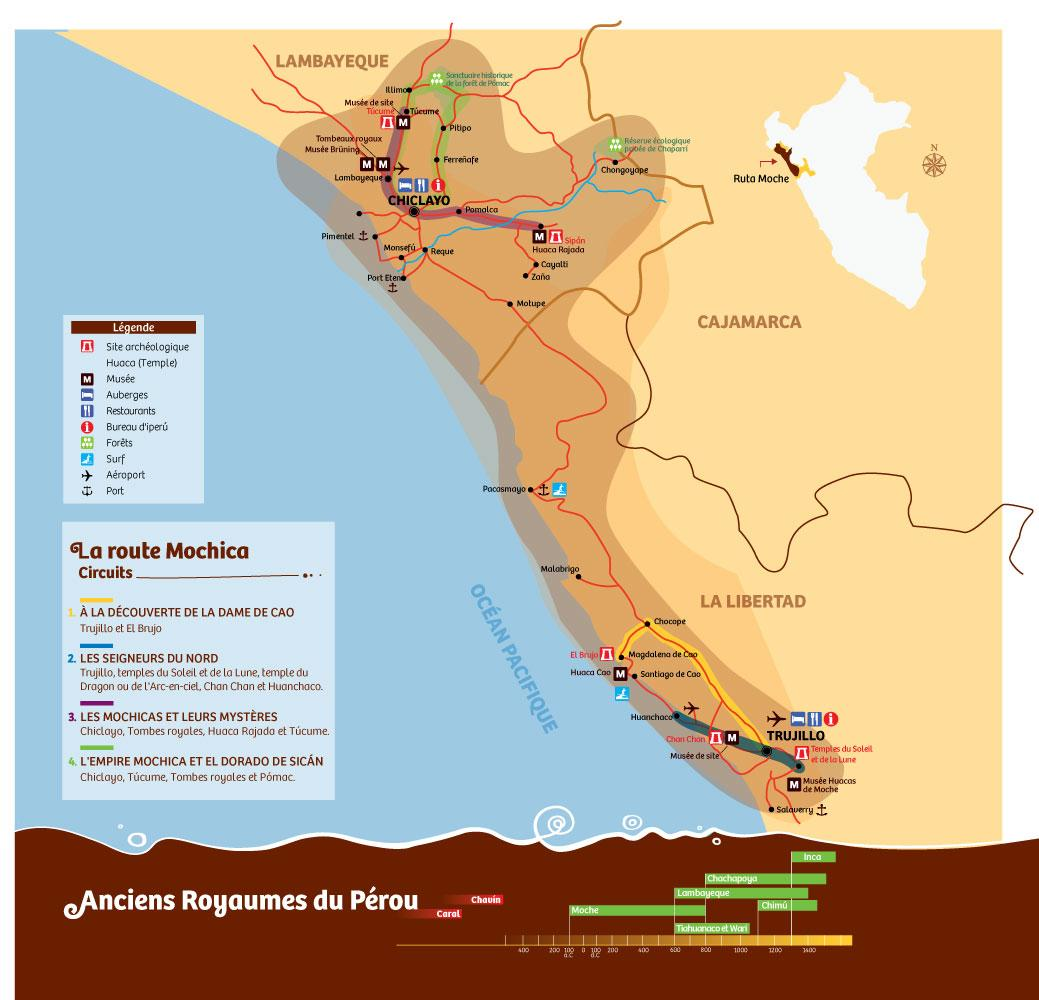 LAMBAYEQUE
Sanctuaire historique
de la forêt de Pómac
Illimo
Musée de site
Túcume
Túcume
Pitipo
Tombeaux royaux
Musée Brüning
Ferreñafe
Lambayeque
CHICLAYO
Réserve écologique
privée de Chaparrí
Chongoyape
Pomalca
Pimentel
Monsefú
Reque
Port Eten
Sipán
Huaca Rajada
Cayalti
Zaña
Motupe
Ruta Moche
N
CAJAMARCA
Légende
Site archéologique
Huaca (Temple)
M Musée
Auberges
Restaurants
Bureau d'iperú
Forêts
Surf
Aéroport
Port
Pacasmayo
Malabrigo
OCÉAN PACIFIQUE
LA LIBERTAD
Chocope
El Brujo
Magdalena de Cao
Huaca Cao
Santiago de Cao
Huanchaco
Chan Chan
Musée de site
TRUJILLO
Temples du Soleil
et de la Lune
Musée Huacas
de Moche
Salaverry
La route Mochica
Circuits
1. À LA DÉCOUVERTE DE LA DAME DE CAO
Trujillo et El Brujo
2. LES SEIGNEURS DU NORD
Trujillo, temples du Soleil et de la Lune, temple du
Dragon ou de l'Arc-en-ciel, Chan Chan et Huanchaco.
3. LES MOCHICAS ET LEURS MYSTÈRES
Chiclayo, Tombes royales, Huaca Rajada et Túcume.
4. L'EMPIRE MOCHICA ET EL DORADO DE SICÁN
Chiclayo, Túcume, Tombes royales et Pómac.
Anciens Royaumes du Pérou
Chavín
Caral
Inca
Chachapoya
Lambayeque
Chimú
Moche
Tiahuanaco et Wari
400 200 100 0 100 200 400 600 800 1000 1200 1400
d.C d.C